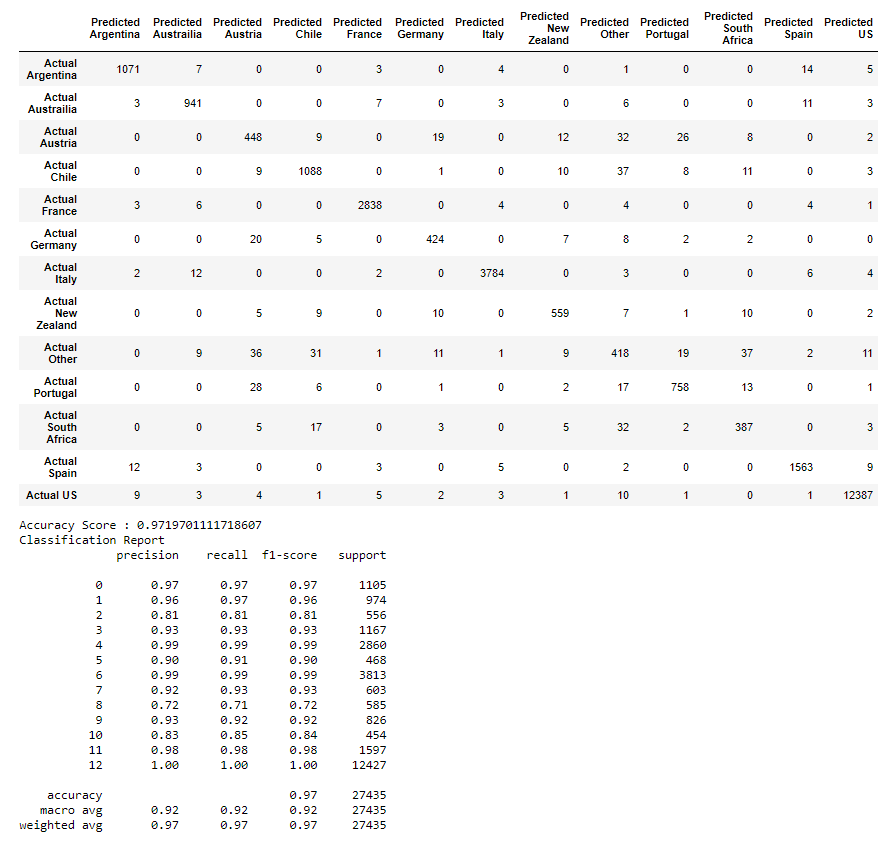 Predicted Argentina Predicted Austrailia Predicted Austria Predicted Chile Predicted France Predicted Germany Predicted Italy Predicted New Zealand Predicted Other Predicted Portugal Predicted South Africa Predicted Spain Predicted US
Actual Argentina 1071 7 0 0 3 0 4 0 1 0 0 14 5
Actual Austrailia 3 941 0 0 7 0 3 0 6 0 0 11 3
Actual Austria 0 0 448 9 0 19 0 12 32 26 8 0 2
Actual Chile 0 0 9 1088 0 1 0 10 37 8 11 0 3
Actual France 3 6 0 0 2838 0 4 0 4 0 0 4 1
Actual Germany 0 0 20 5 0 424 0 7 8 2 2 0 0
Actual Italy 2 12 0 0 2 0 3784 0 3 0 0 6 4
Actual New Zealand 0 0 5 9 0 10 0 559 7 1 10 0 2
Actual Other 0 9 36 31 1 11 1 9 418 19 37 2 11
Actual Portugal 0 0 28 6 0 1 0 2 17 758 13 0 1
Actual South Africa 0 0 5 17 0 3 0 5 32 2 387 0 3
Actual Spain 12 3 0 0 3 0 5 0 2 0 0 1563 9
Actual US 9 3 4 1 5 2 3 1 10 1 0 1 12387
Accuracy Score : 0.9719701111718607
Classification Report
precision recall f1-score support
0 0.97 0.97 0.97 1105
1 0.96 0.97 0.96 974
2 0.81 0.81 0.81 556
3 0.93 0.93 0.93 1167
4 0.99 0.99 0.99 2860
5 0.90 0.91 0.90 468
6 0.99 0.99 0.99 3813
7 0.92 0.93 0.93 603
8 0.72 0.71 0.72 585
9 0.93 0.92 0.92 826
10 0.83 0.85 0.84 454
11 0.98 0.98 0.98 1597
12 1.00 1.00 1.00 12427
accuracy 0.97 27435
macro avg 0.92 0.92 0.92 27435
weighted avg 0.97 0.97 0.97 27435